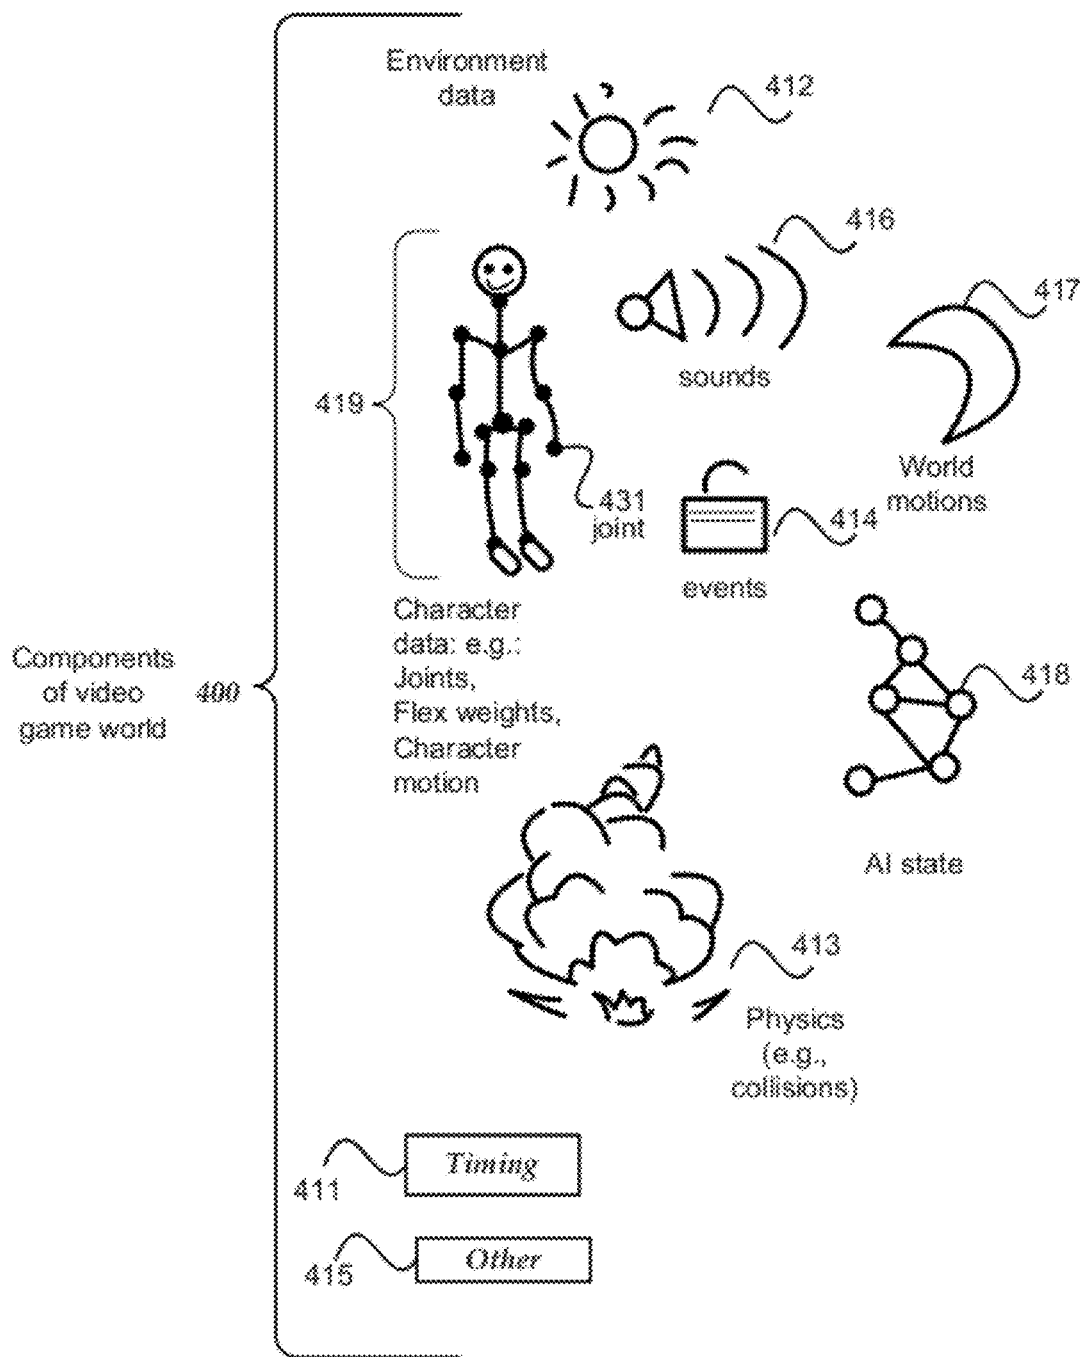 Environment
data
412
416
417
sounds
419
World
motions
431
joint
414
events
Character
data: e.g.:
Joints,
Flex weights,
Character
motion
Components
of video
game world
400
418
AI state
413
Physics
(e.g.,
collisions)
Timing
411
Other
415